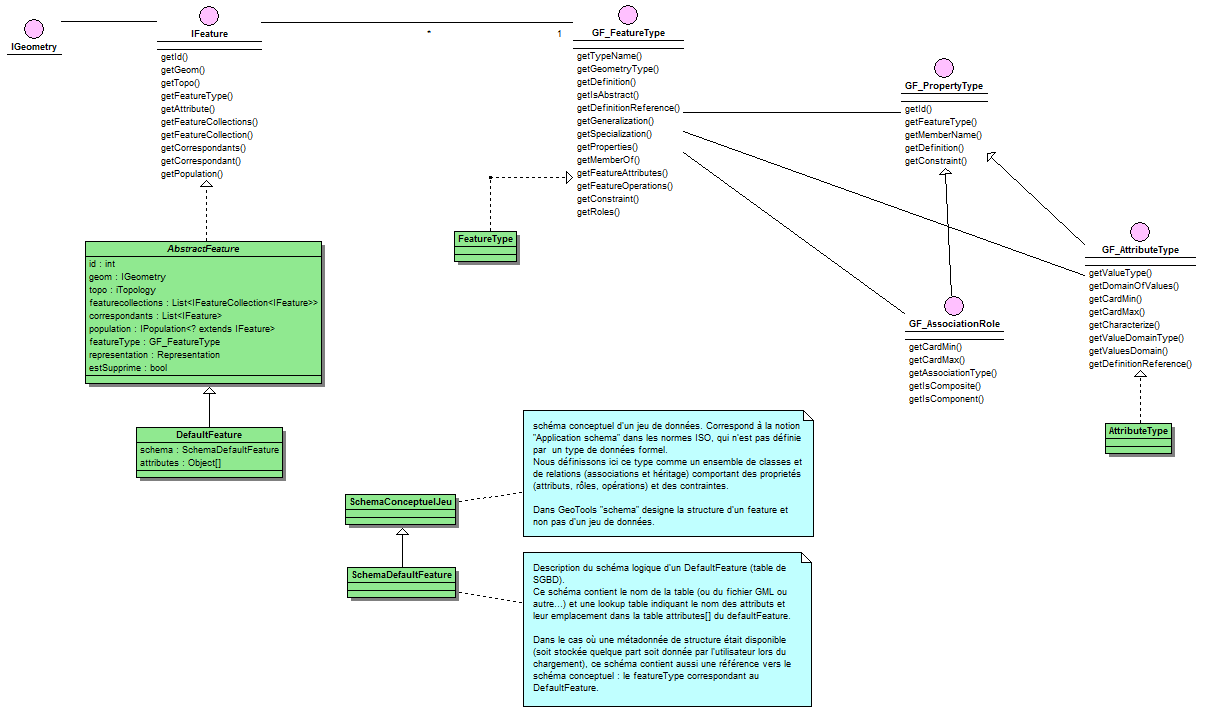 IGeometry
IFeature
getId()
getGeom()
getTopo()
getFeatureType()
getAttribute()
getFeatureCollections()
getFeatureCollection()
getCorrespondants()
getCorrespondant()
getPopulation()
*
1
GF_FeatureType
getTypeName()
getGeometryType()
getDefinition()
getIsAbstract()
getDefinitionReference()
getGeneralization()
getSpecialization()
getProperties()
getMemberOf()
getFeatureAttributes()
getFeatureOperations()
getConstraint()
getRoles()
GF_PropertyType
getId()
getFeatureType()
getMemberName()
getDefinition()
getConstraint()
FeatureType
AbstractFeature
id : int
geom : IGeometry
topo : iTopology
featurecollections : List<IFeatureCollection<IFeature>>
correspondants : List<IFeature>
population : IPopulation<? extends IFeature>
featureType : GF_FeatureType
representation : Representation
estSupprime : bool
GF_AttributeType
getValueType()
getDomainOfValues()
getCardMin()
getCardMax()
getCharacterize()
getValueDomainType()
getValuesDomain()
getDefinitionReference()
GF_AssociationRole
getCardMin()
getCardMax()
getAssociationType()
getIsComposite()
getIsComponent()
AttributeType
DefaultFeature
schema : SchemaDefaultFeature
attributes : Object[]
schéma conceptuel d'un jeu de données. Correspond à la notion
"Application schema" dans les normes ISO, qui n'est pas définie
par un type de données formel.
Nous définissons ici ce type comme un ensemble de classes et
de relations (associations et héritage) comportant des propriétés
(attributs, rôles, opérations) et des contraintes.
Dans GeoTools "schema" designe la structure d'un feature et
non pas d'un jeu de données.
SchemaConceptuelJeu
SchemaDefaultFeature
Description du schéma logique d'un DefaultFeature (table de
SGBD).
Ce schéma contient le nom de la table (ou du fichier GML ou
autre...) et une lookup table indiquant le nom des attributs et
leur emplacement dans la table attributes[] du defaultFeature.
Dans le cas où une métadonnée de structure était disponible
(soit stockée quelque part soit donnée par l'utilisateur lors du
chargement), ce schéma contient aussi une référence vers le
schéma conceptuel : le featureType correspondant au
DefaultFeature.